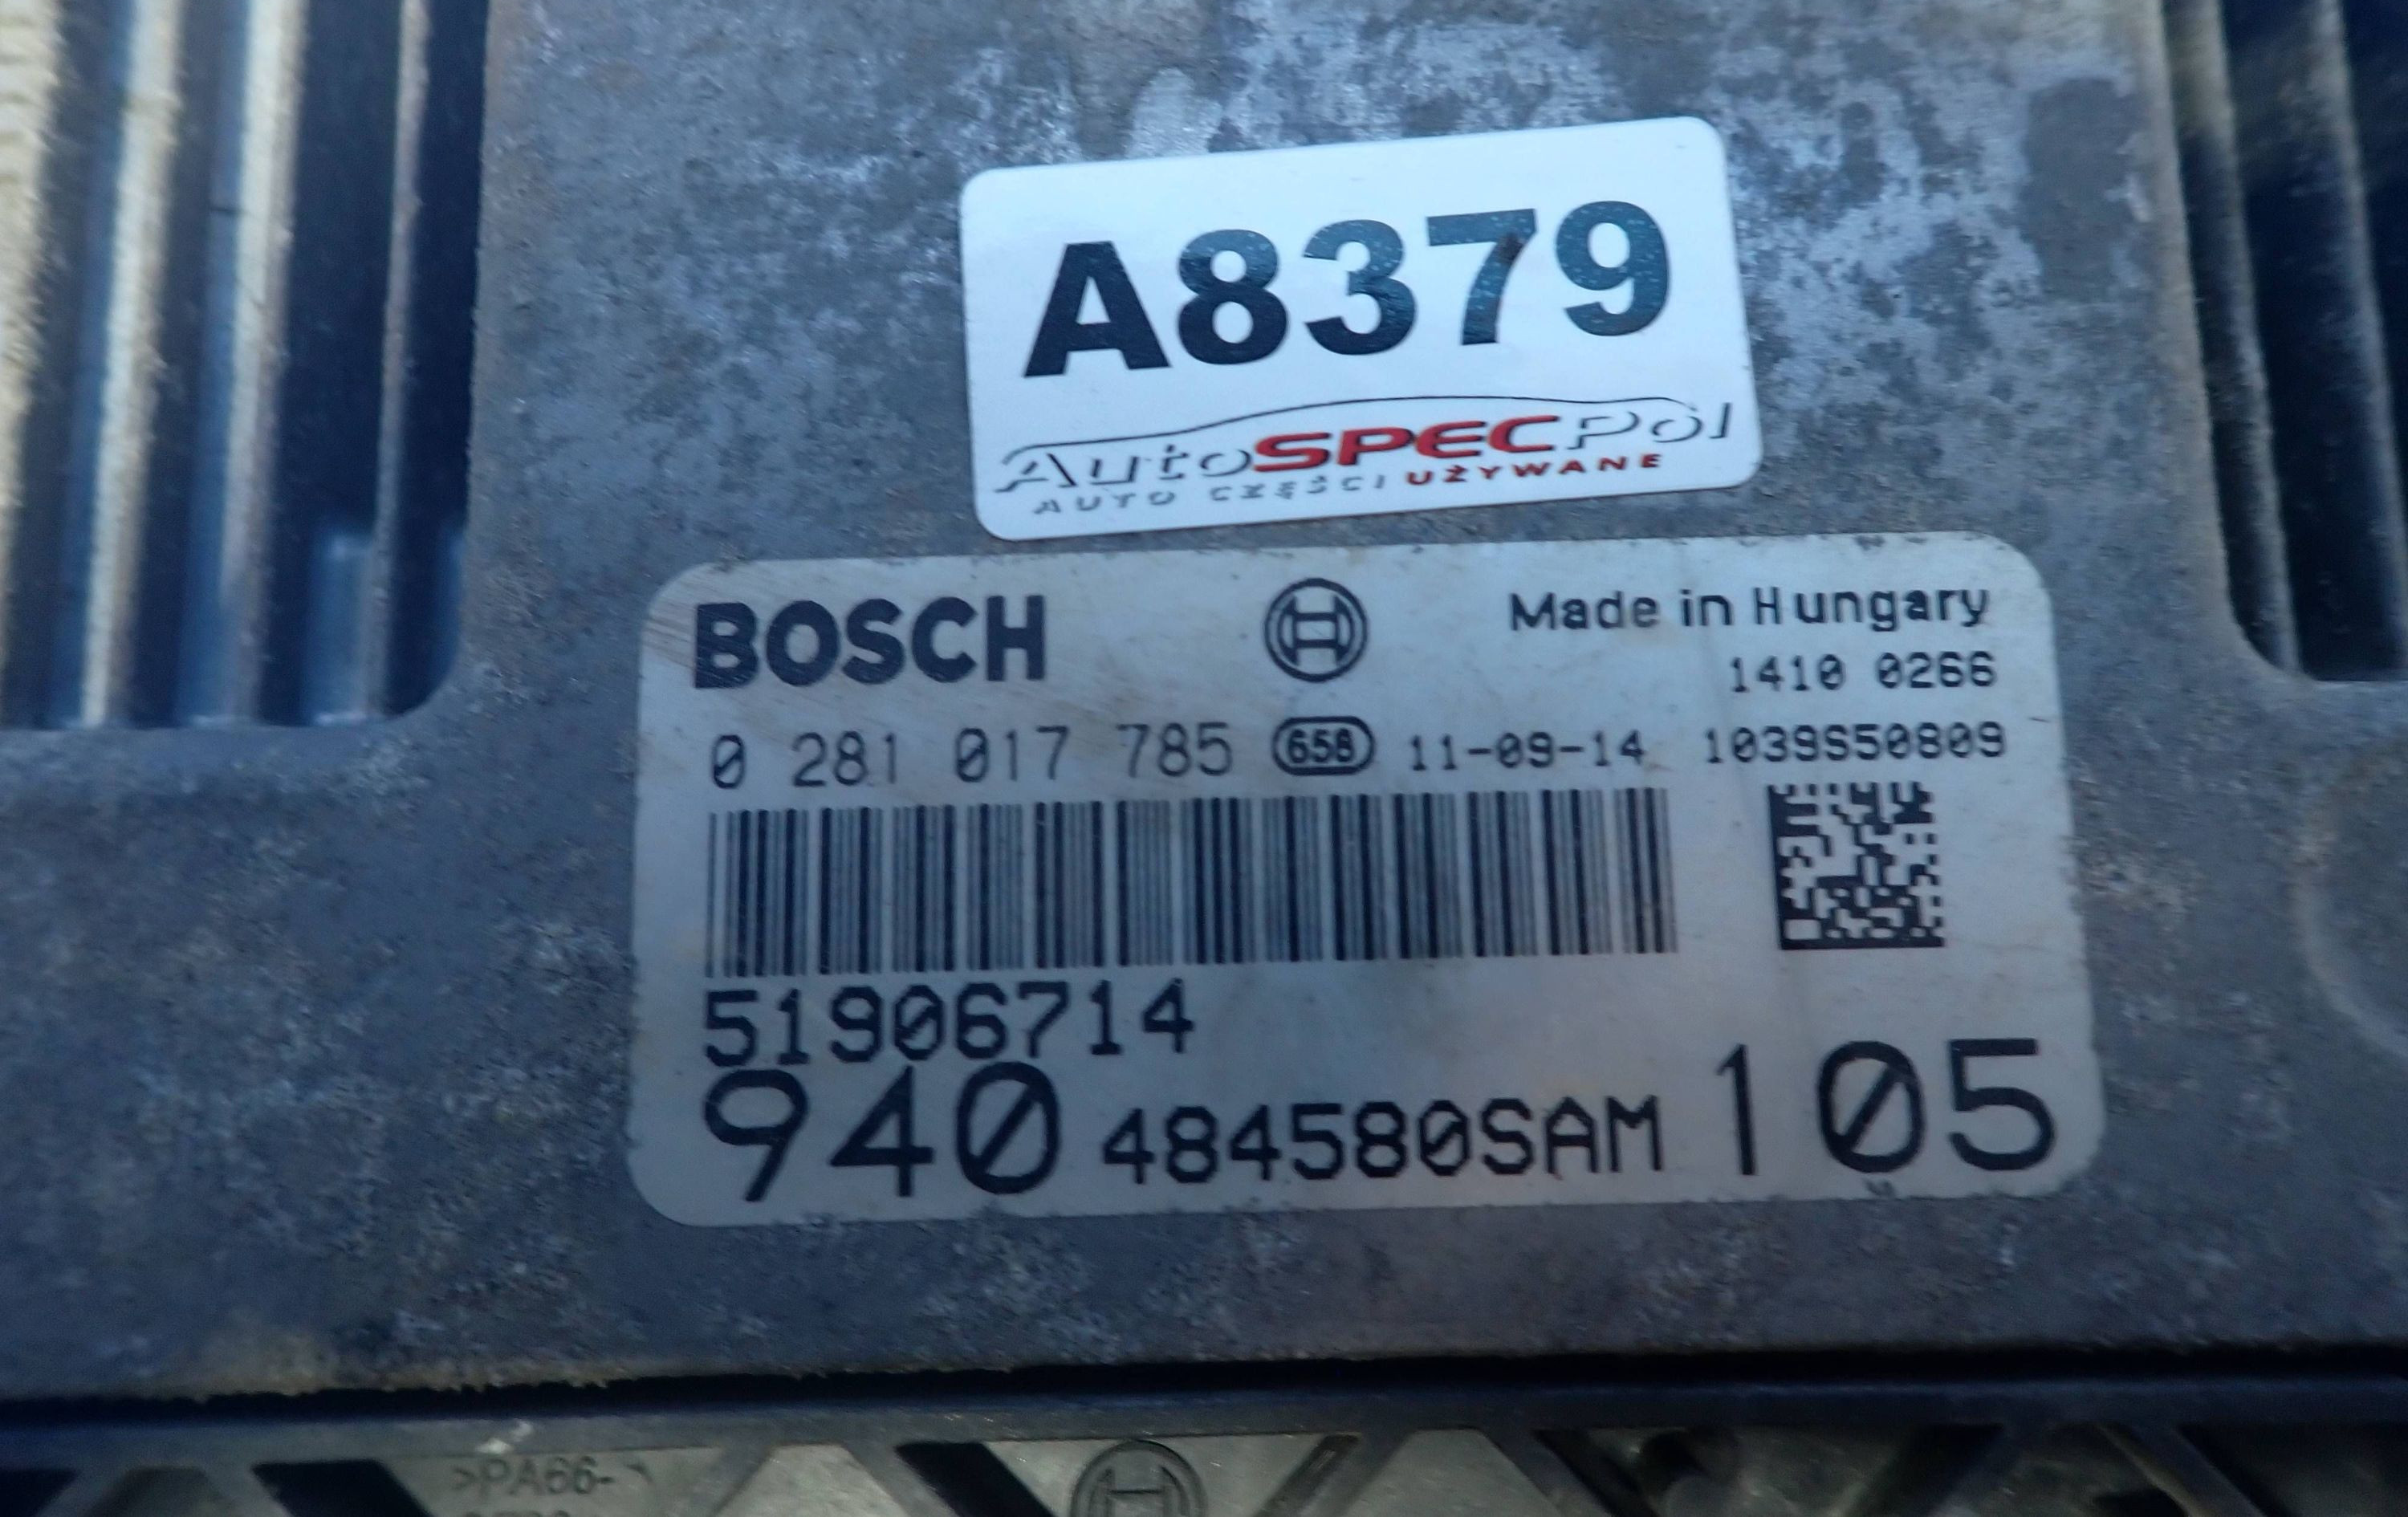 A8379
AutoSPECPol
AUTO CZĘŚCI UŻYWANE
BOSCH
Made in Hungary
1410 0266
0 281 017 785 658 11-09-14 1039S50809
51906714
940 484580SAM 105
>PA66-